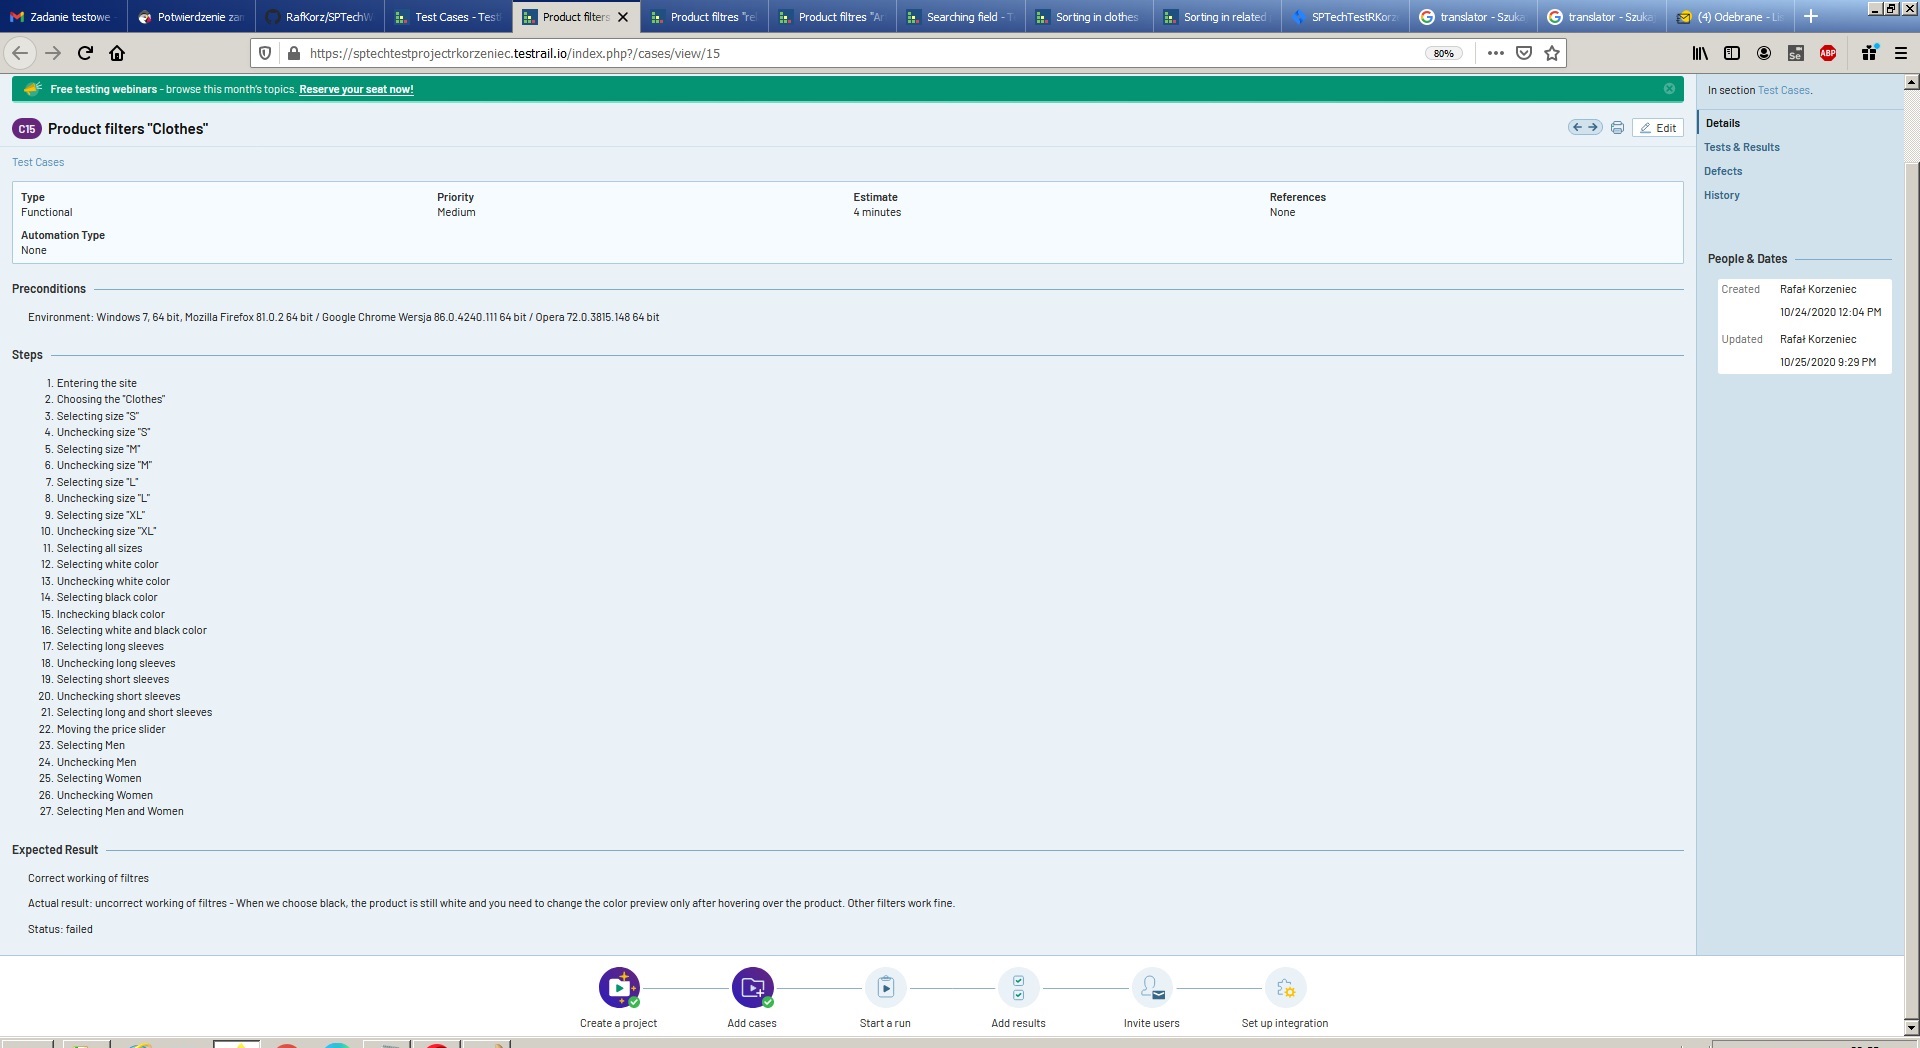 Zadanie testowe
Potwierdzenie zam
RafKorz/SPTechW
Test Cases - Testi
Product filters
Product filtres "re
Product filtres "Ar
Searching field - T
Sorting in clothes
Sorting in related
SPTechTestRKorz
translator - Szuka
translator - Szuka
(4) Odebrane - Lis
https://sptechtestprojectrkorzeniec.testrail.io/index.php?/cases/view/15
80%
Se
ABP
Free testing webinars - browse this month's topics. Reserve your seat now!
In section Test Cases.
C15 Product filters "Clothes"
Edit
Details
Tests & Results
Defects
History
Test Cases
Type
Functional
Priority
Medium
Estimate
4 minutes
References
None
Automation Type
None
People & Dates
Created Rafał Korzeniec
10/24/2020 12:04 PM
Updated Rafał Korzeniec
10/25/2020 9:29 PM
Preconditions
Environment: Windows 7, 64 bit, Mozilla Firefox 81.0.2 64 bit / Google Chrome Wersja 86.0.4240.111 64 bit / Opera 72.0.3815.148 64 bit
Steps
1. Entering the site
2. Choosing the "Clothes"
3. Selecting size "S"
4. Unchecking size "S"
5. Selecting size "M"
6. Unchecking size "M"
7. Selecting size "L"
8. Unchecking size "L"
9. Selecting size "XL"
10. Unchecking size "XL"
11. Selecting all sizes
12. Selecting white color
13. Unchecking white color
14. Selecting black color
15. Inchecking black color
16. Selecting white and black color
17. Selecting long sleeves
18. Unchecking long sleeves
19. Selecting short sleeves
20. Unchecking short sleeves
21. Selecting long and short sleeves
22. Moving the price slider
23. Selecting Men
24. Unchecking Men
25. Selecting Women
26. Unchecking Women
27. Selecting Men and Women
Expected Result
Correct working of filtres
Actual result: uncorrect working of filtres - When we choose black, the product is still white and you need to change the color preview only after hovering over the product. Other filters work fine.
Status: failed
Create a project
Add cases
Start a run
Add results
Invite users
Set up integration